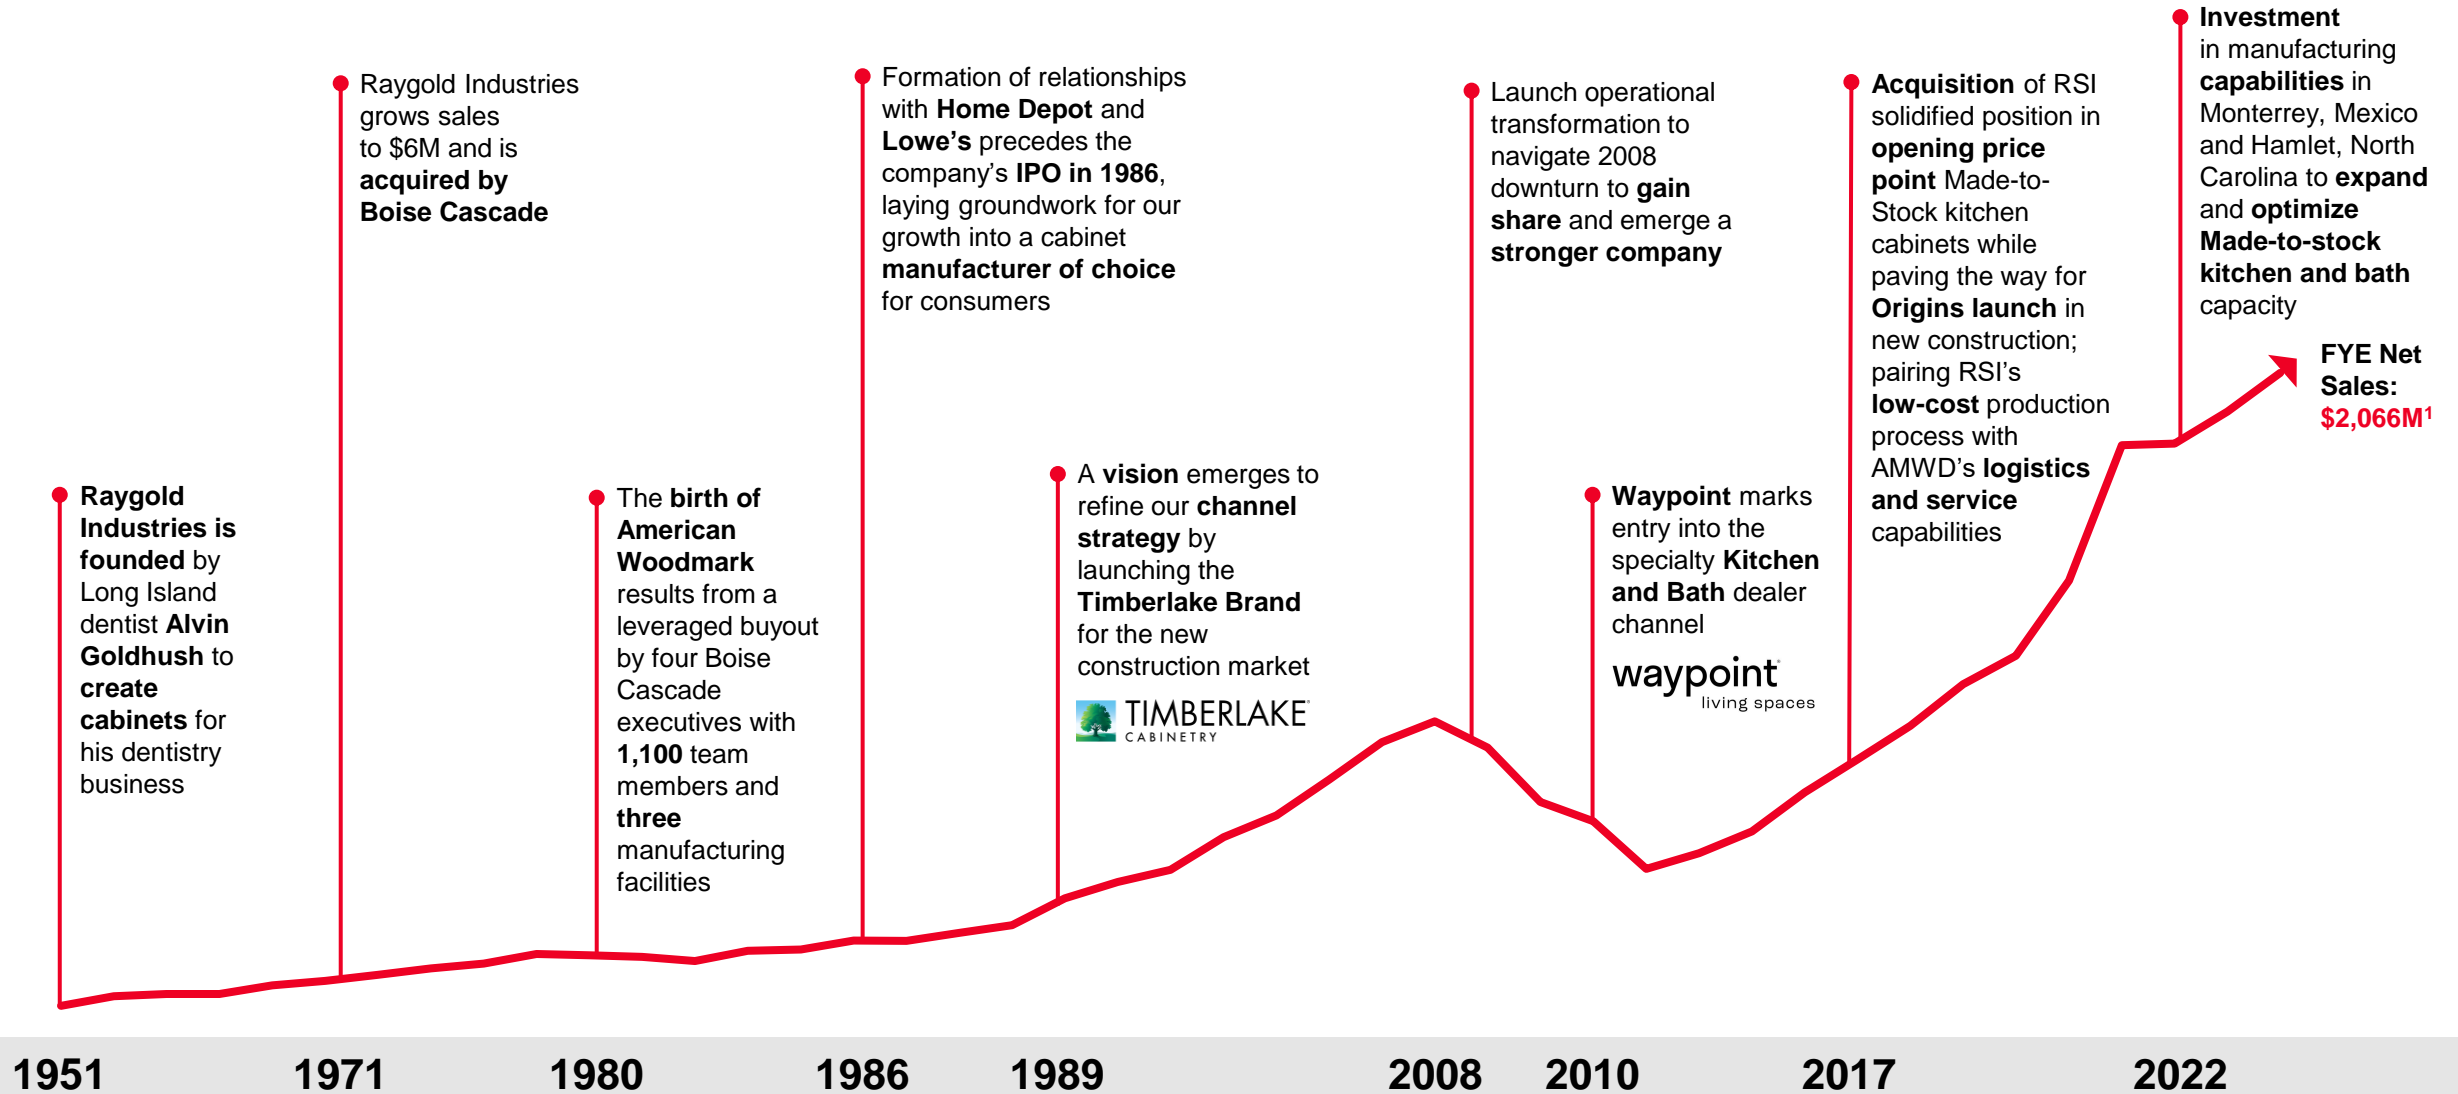 Raygold
Industries is
founded by
Long Island
dentist Alvin
Goldhush to
create
cabinets for
his dentistry
business
Raygold Industries
grows sales
to $6M and is
acquired by
Boise Cascade
The birth of
American
Woodmark
results from a
leveraged buyout
by four Boise
Cascade
executives with
1,100 team
members and
three
manufacturing
facilities
Formation of relationships
with Home Depot and
Lowe’s precedes the
company’s IPO in 1986,
laying groundwork for our
growth into a cabinet
manufacturer of choice
for consumers
A vision emerges to
refine our channel
strategy by
launching the
Timberlake Brand
for the new
construction market
TIMBERLAKE
CABINETRY
Launch operational
transformation to
navigate 2008
downturn to gain
share and emerge a
stronger company
Waypoint marks
entry into the
specialty Kitchen
and Bath dealer
channel
waypoint
living spaces
Acquisition of RSI
solidified position in
opening price
point Made-to-
Stock kitchen
cabinets while
paving the way for
Origins launch in
new construction;
pairing RSI’s
low-cost production
process with
AMWD’s logistics
and service
capabilities
Investment
in manufacturing
capabilities in
Monterrey, Mexico
and Hamlet, North
Carolina to expand
and optimize
Made-to-stock
kitchen and bath
capacity
FYE Net
Sales:
$2,066M¹
1951 1971 1980 1986 1989 2008 2010 2017 2022